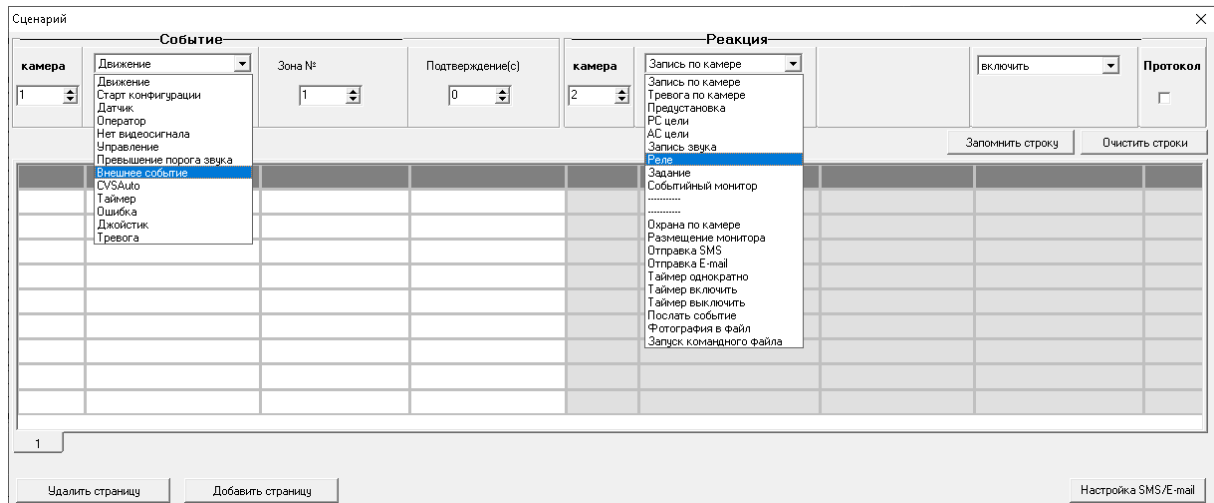 Сценарий
Событие
Реакция
камера
Движение
Зона №
Подтверждение(с)
камера
Запись по камере
включить
Протокол
1
1
0
2
Движение
Старт конфигурации
Датчик
Оператор
Нет видеосигнала
Управление
Превышение порога звука
Внешнее событие
CVSAuto
Таймер
Ошибка
Джойстик
Тревога
Запись по камере
Тревога по камере
Предустановка
РС цели
АС цели
Запись звука
Реле
Задание
Событийный монитор
-----------
-----------
Охрана по камере
Размещение монитора
Отправка SMS
Отправка E-mail
Таймер однократно
Таймер включить
Таймер выключить
Послать событие
Фотография в файл
Запуск командного файла
Запомнить строку
Очистить строки
1
Удалить страницу
Добавить страницу
Настройка SMS/E-mail